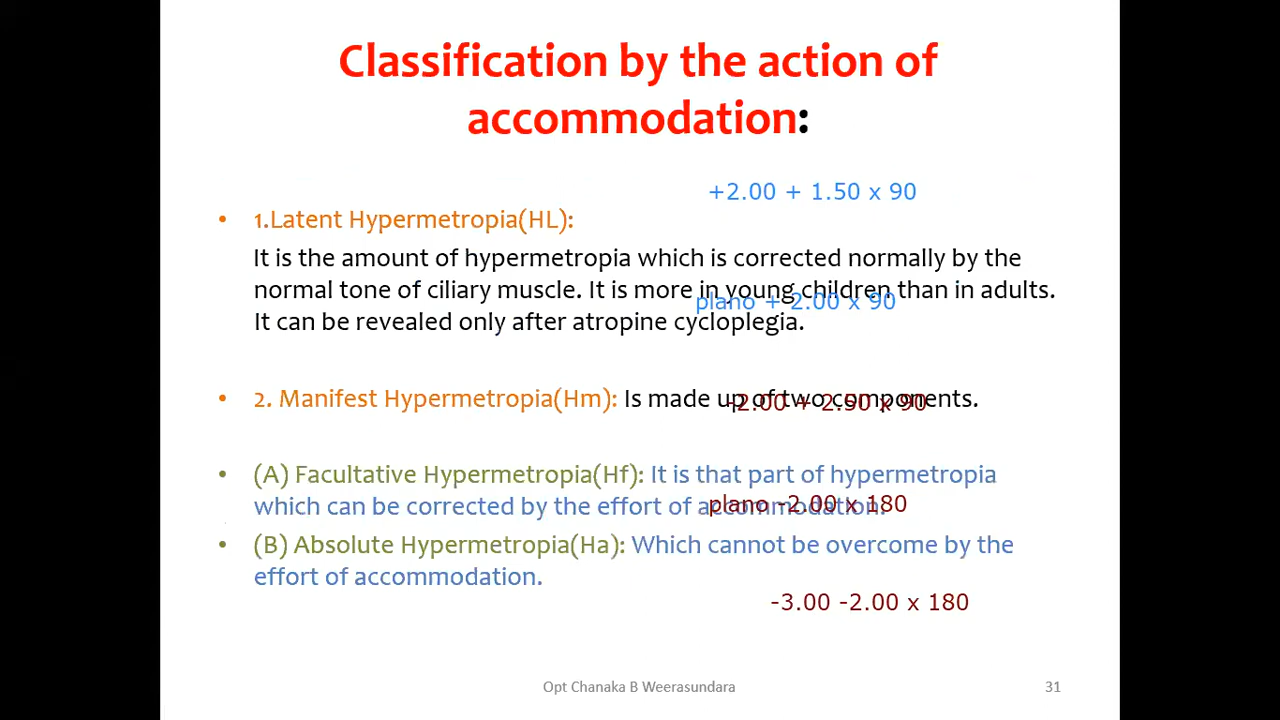 Classification by the action of
accommodation:
+2.00 + 1.50 x 90
• 1.Latent Hypermetropia(HL):
It is the amount of hypermetropia which is corrected normally by the
normal tone of ciliary muscle. It is more in young children than in adults.
plano + 2.00 x 90
It can be revealed only after atropine cycloplegia.
• 2. Manifest Hypermetropia(Hm): Is made up of two components.
-2.00 + 2.50 x 90
• (A) Facultative Hypermetropia(Hf): It is that part of hypermetropia
which can be corrected by the effort of accommodation.
plano -2.00 x 180
• (B) Absolute Hypermetropia(Ha): Which cannot be overcome by the
effort of accommodation.
-3.00 -2.00 x 180
Opt Chanaka B Weerasundara
31